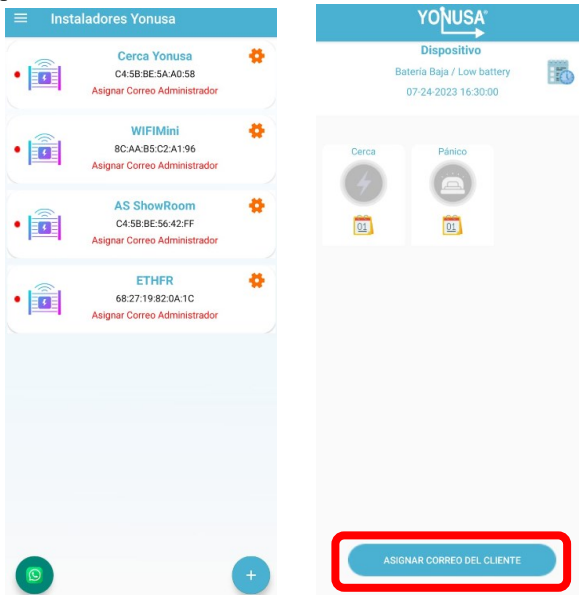 Instaladores Yonusa
Cerca Yonusa
C4:5B:BE:5A:A0:58
Asignar Correo Administrador
WIFIMini
8C:AA:B5:C2:A1:96
Asignar Correo Administrador
AS ShowRoom
C4:5B:BE:56:42:FF
Asignar Correo Administrador
ETHFR
68:27:19:82:0A:1C
Asignar Correo Administrador
+
YONUSA®
Dispositivo
Batería Baja / Low battery
07-24-2023 16:30:00
Cerca
Pánico
01
01
ASIGNAR CORREO DEL CLIENTE